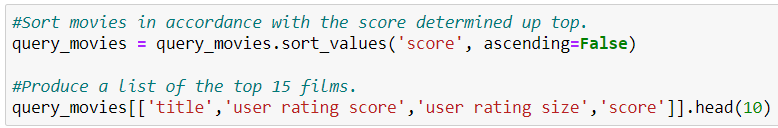 #Sort movies in accordance with the score determined up top.
query_movies = query_movies.sort_values('score', ascending=False)
#Produce a list of the top 15 films.
query_movies[['title','user rating score','user rating size','score']].head(10)